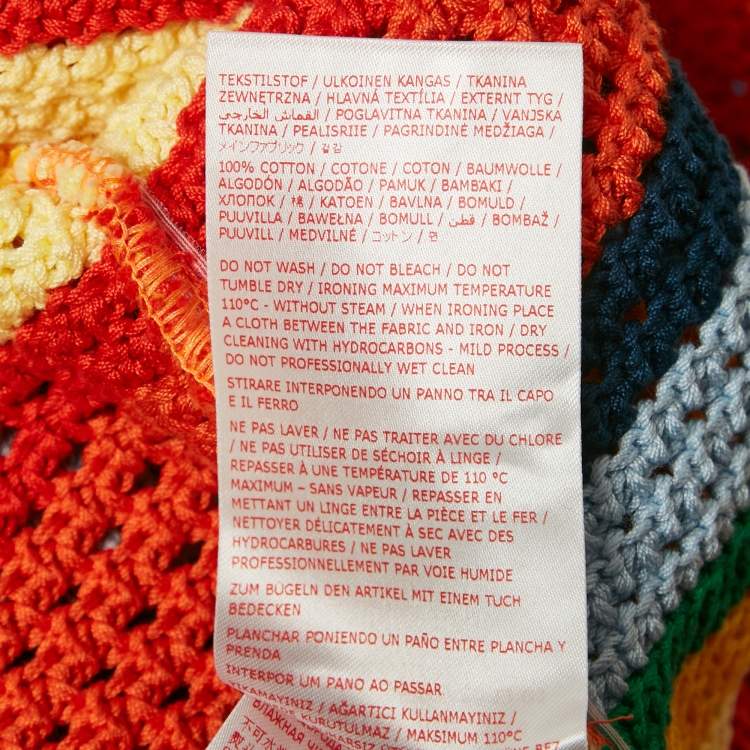 TEKSTILSTOF / ULKOINEN KANGAS / TKANINA
ZEWNĘTRZNA / HLAVNÁ TEXTÍLIA / EXTERNT TYG /
القماش الخارجي / POGLAVITNA TKANINA / VANJSKA
TKANINA / PEALISRIIE / PAGRINDINĖ MEDŽIAGA /
メインファブリック / 겉감
100% COTTON / COTONE / COTON / BAUMWOLLE /
ALGODÓN / ALGODÃO / PAMUK / ΒΑΜΒΑΚΙ /
ХЛОПОК / 棉 / KATOEN / BAVLNA / BOMULD /
PUUVILLA / BAWEŁNA / BOMULL / قطن / BOMBAŽ /
PUUVILL / MEDVILNĖ / コットン / 면
DO NOT WASH / DO NOT BLEACH / DO NOT
TUMBLE DRY / IRONING MAXIMUM TEMPERATURE
110°C - WITHOUT STEAM / WHEN IRONING PLACE
A CLOTH BETWEEN THE FABRIC AND IRON / DRY
CLEANING WITH HYDROCARBONS - MILD PROCESS /
DO NOT PROFESSIONALLY WET CLEAN
STIRARE INTERPONENDO UN PANNO TRA IL CAPO
E IL FERRO
NE PAS LAVER / NE PAS TRAITER AVEC DU CHLORE
/ NE PAS UTILISER DE SÉCHOIR À LINGE /
REPASSER À UNE TEMPÉRATURE DE 110 °C
MAXIMUM – SANS VAPEUR / REPASSER EN
METTANT UN LINGE ENTRE LA PIÈCE ET LE FER /
NETTOYER DÉLICATEMENT À SEC AVEC DES
HYDROCARBURES / NE PAS LAVER
PROFESSIONNELLEMENT PAR VOIE HUMIDE
ZUM BÜGELN DEN ARTIKEL MIT EINEM TUCH
BEDECKEN
PLANCHAR PONIENDO UN PAÑO ENTRE PLANCHA Y
PRENDA
INTERPOR UM PANO AO PASSAR
YIKAMAYINIZ / AĞARTICI KULLANMAYINIZ /
KURUTULMAZ / MAKSIMUM 110°C